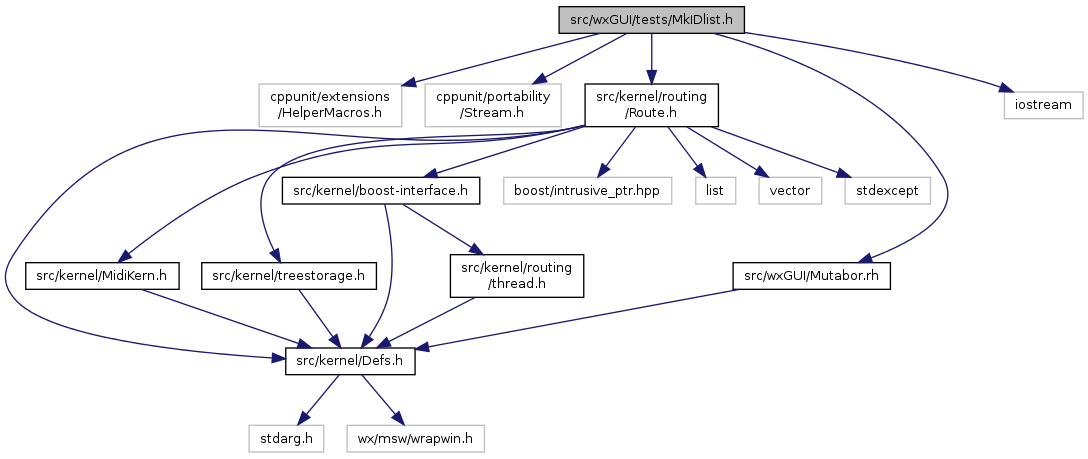 src/wxGUI/tests/MkIDlist.h
cppunit/extensions
/HelperMacros.h
cppunit/portability
/Stream.h
src/kernel/routing
/Route.h
iostream
src/kernel/boost-interface.h
boost/intrusive_ptr.hpp
list
vector
stdexcept
src/kernel/MidiKern.h
src/kernel/treestorage.h
src/kernel/routing
/thread.h
src/wxGUI/Mutabor.rh
src/kernel/Defs.h
stdarg.h
wx/msw/wrapwin.h